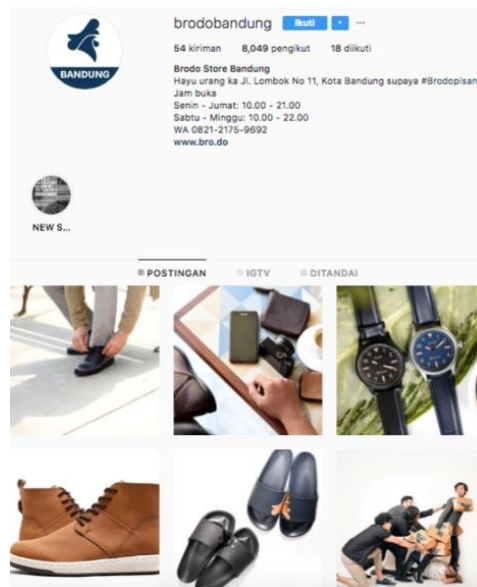 brodobandung Ikuti
54 kiriman 8,049 pengikut 18 diikuti
Brodo Store Bandung
Hayu urang ka Jl. Lombok No 11, Kota Bandung supaya #Brodopisan
Jam buka
Senin - Jumat: 10.00 - 21.00
Sabtu - Minggu: 10.00 - 22.00
WA 0821-2175-9692
www.bro.do
BANDUNG
NEW S...
POSTINGAN IGTV DITANDAI